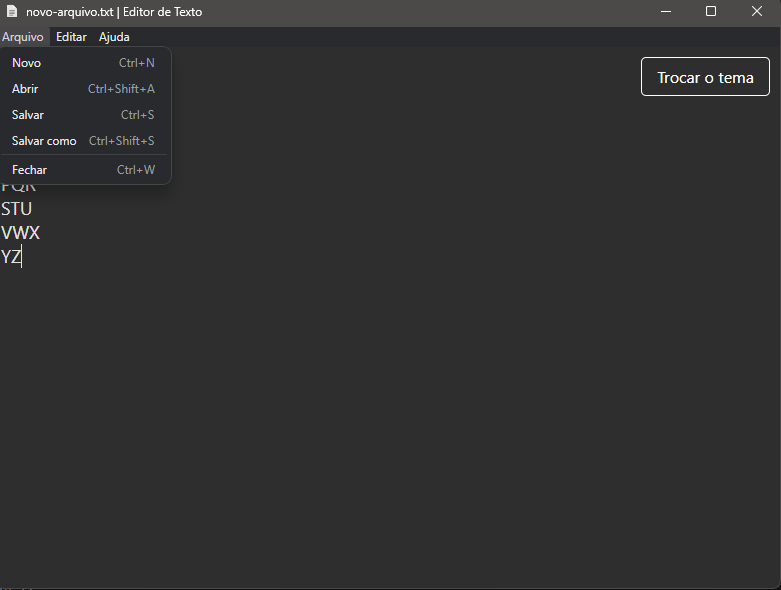 novo-arquivo.txt | Editor de Texto
Arquivo Editar Ajuda
Novo Ctrl+N
Abrir Ctrl+Shift+A
Salvar Ctrl+S
Salvar como Ctrl+Shift+S
Fechar Ctrl+W
Trocar o tema
PQR
STU
VWX
YZ